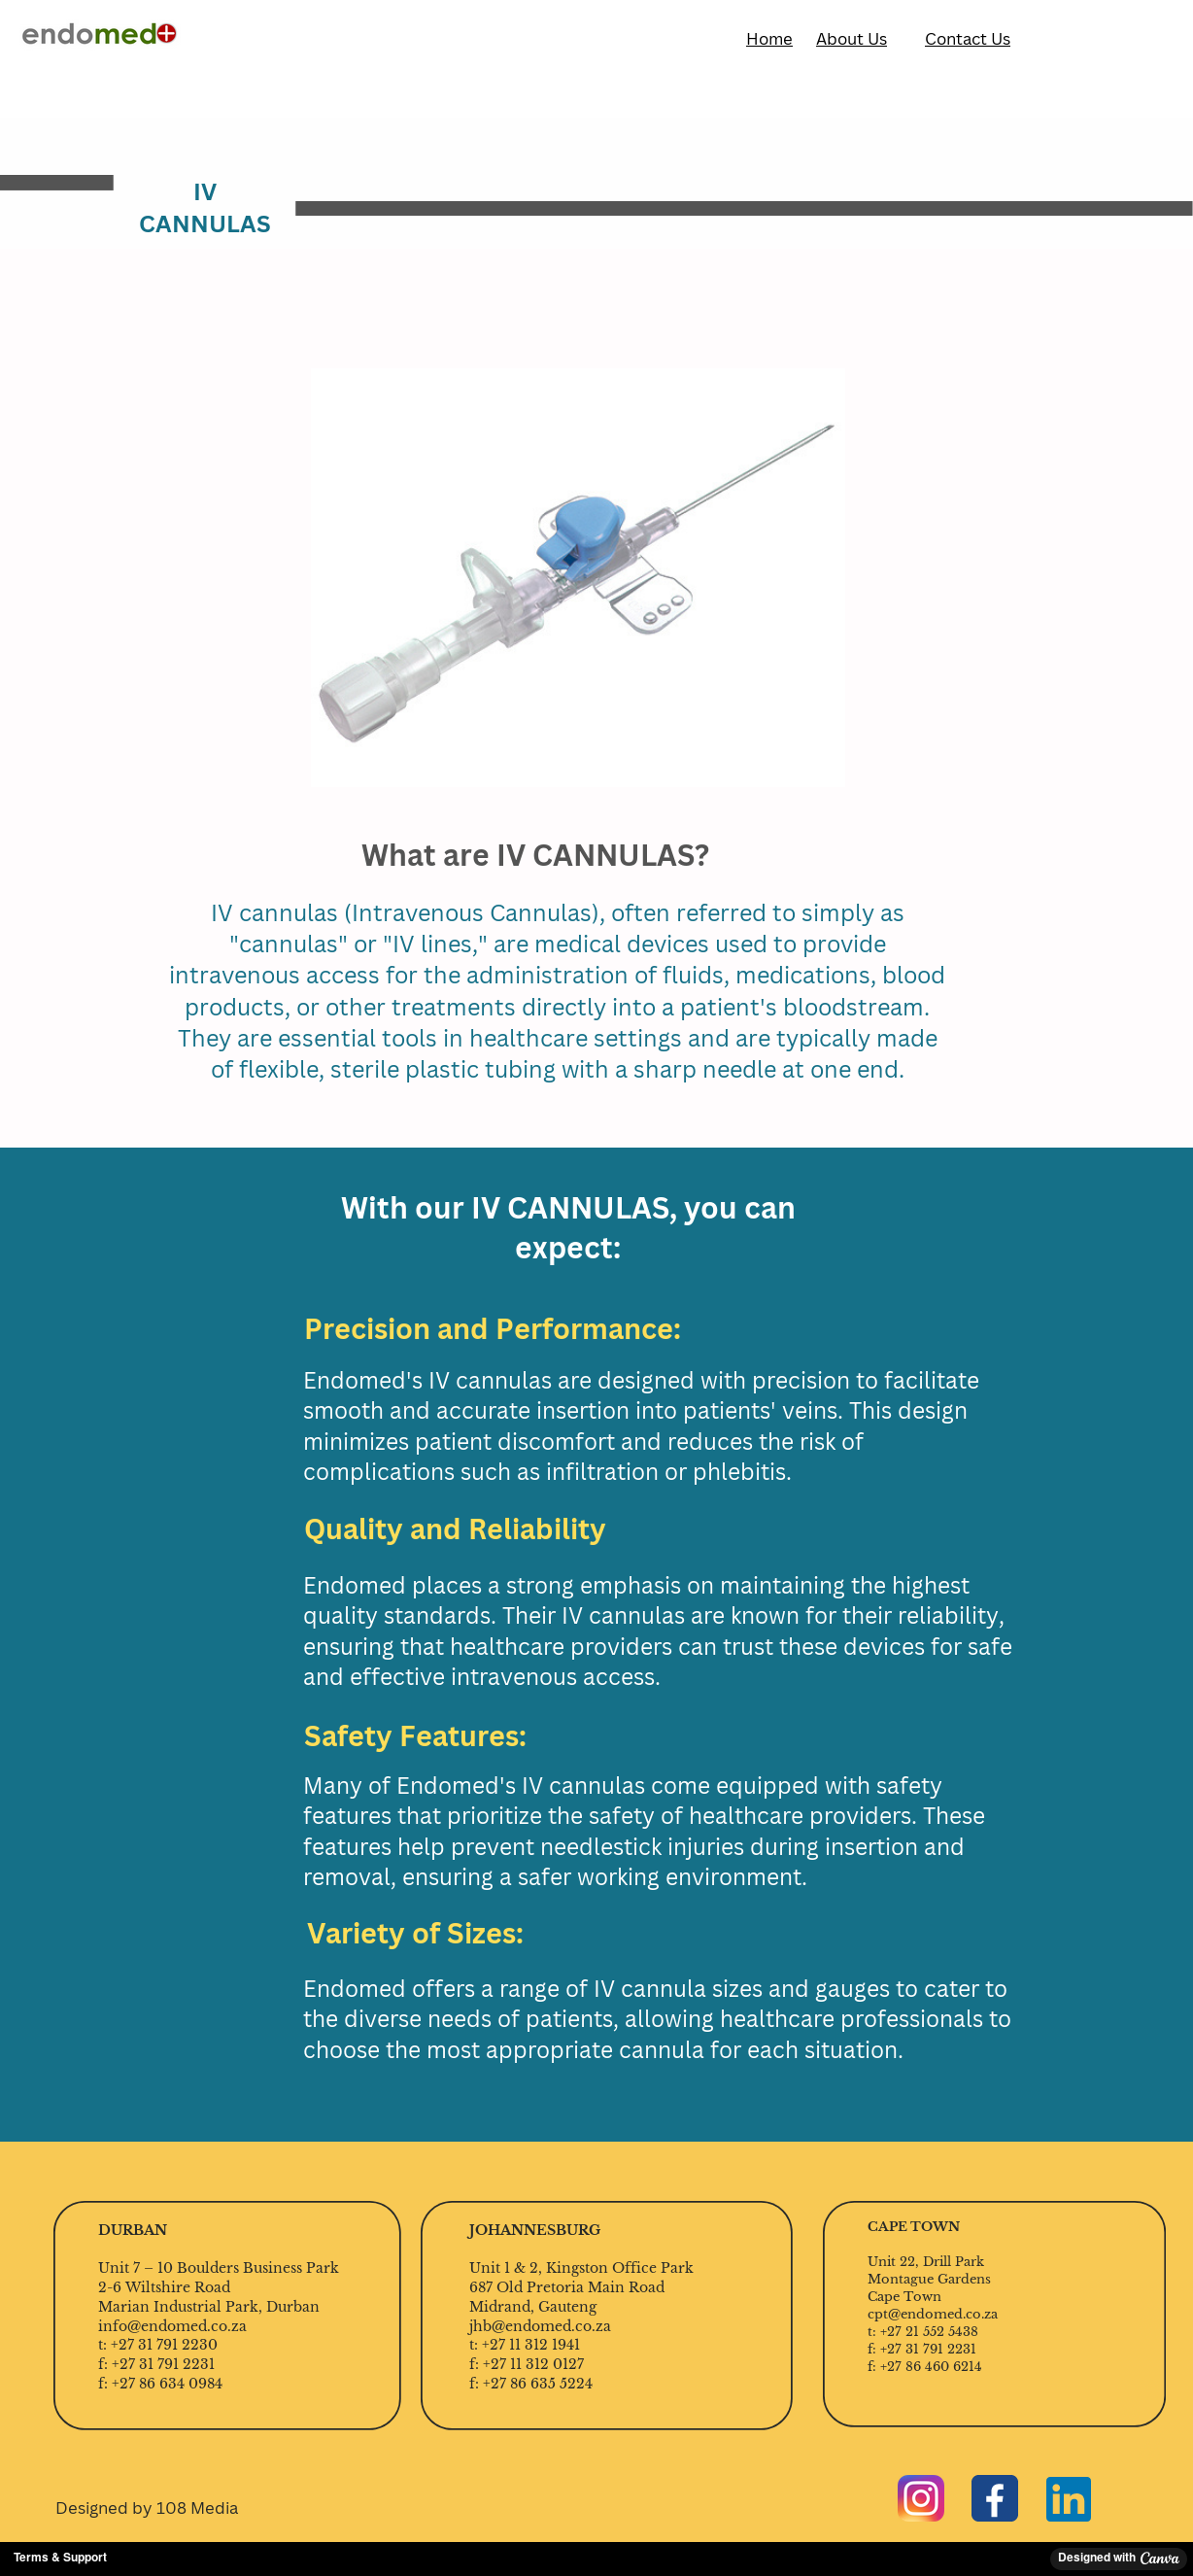 endomed
Home About Us Contact Us
IV
CANNULAS
What are IV CANNULAS?
IV cannulas (Intravenous Cannulas), often referred to simply as
"cannulas" or "IV lines," are medical devices used to provide
intravenous access for the administration of fluids, medications, blood
products, or other treatments directly into a patient's bloodstream.
They are essential tools in healthcare settings and are typically made
of flexible, sterile plastic tubing with a sharp needle at one end.
With our IV CANNULAS, you can
expect:
Precision and Performance:
Endomed's IV cannulas are designed with precision to facilitate
smooth and accurate insertion into patients' veins. This design
minimizes patient discomfort and reduces the risk of
complications such as infiltration or phlebitis.
Quality and Reliability
Endomed places a strong emphasis on maintaining the highest
quality standards. Their IV cannulas are known for their reliability,
ensuring that healthcare providers can trust these devices for safe
and effective intravenous access.
Safety Features:
Many of Endomed's IV cannulas come equipped with safety
features that prioritize the safety of healthcare providers. These
features help prevent needlestick injuries during insertion and
removal, ensuring a safer working environment.
Variety of Sizes:
Endomed offers a range of IV cannula sizes and gauges to cater to
the diverse needs of patients, allowing healthcare professionals to
choose the most appropriate cannula for each situation.
DURBAN
Unit 7 – 10 Boulders Business Park
2-6 Wiltshire Road
Marian Industrial Park, Durban
info@endomed.co.za
t: +27 31 791 2230
f: +27 31 791 2231
f: +27 86 634 0984
JOHANNESBURG
Unit 1 & 2, Kingston Office Park
687 Old Pretoria Main Road
Midrand, Gauteng
jhb@endomed.co.za
t: +27 11 312 1941
f: +27 11 312 0127
f: +27 86 635 5224
CAPE TOWN
Unit 22, Drill Park
Montague Gardens
Cape Town
cpt@endomed.co.za
t: +27 21 552 5438
f: +27 31 791 2231
f: +27 86 460 6214
Designed by 108 Media
Terms & Support
Designed with Canva